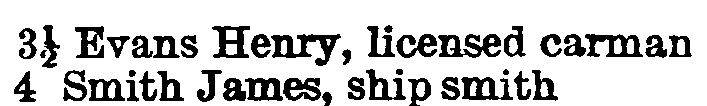 3½ Evans Henry, licensed carman
4 Smith James, ship smith